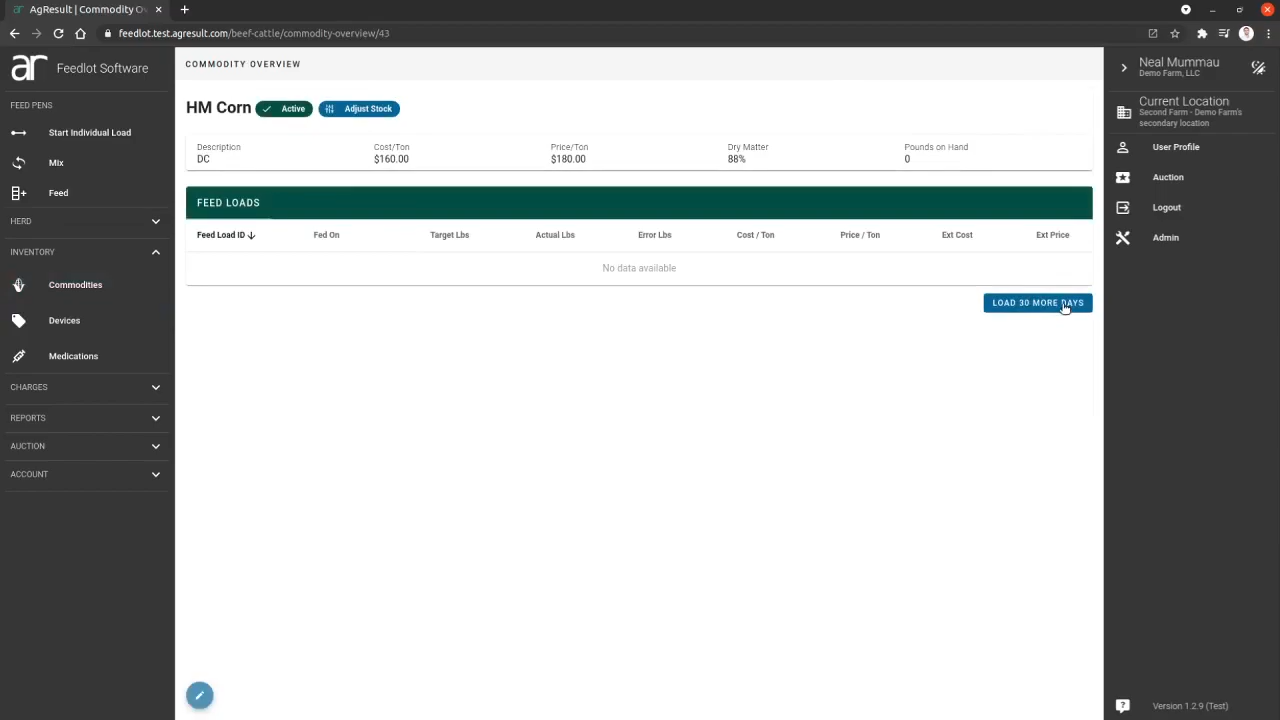 AgResult | Commodity Ov
feedlot.test.agresult.com/beef-cattle/commodity-overview/43
ar Feedlot Software
FEED PENS
Start Individual Load
Mix
Feed
HERD
INVENTORY
Commodities
Devices
Medications
CHARGES
REPORTS
AUCTION
ACCOUNT
COMMODITY OVERVIEW
HM Corn Active Adjust Stock
Description Cost/Ton Price/Ton Dry Matter Pounds on Hand
DC $160.00 $180.00 88% 0
FEED LOADS
Feed Load ID Fed On Target Lbs Actual Lbs Error Lbs Cost / Ton Price / Ton Ext Cost Ext Price
No data available
LOAD 30 MORE DAYS
Neal Mummau
Demo Farm, LLC
Current Location
Second Farm - Demo Farm's
secondary location
User Profile
Auction
Logout
Admin
Version 1.2.9 (Test)